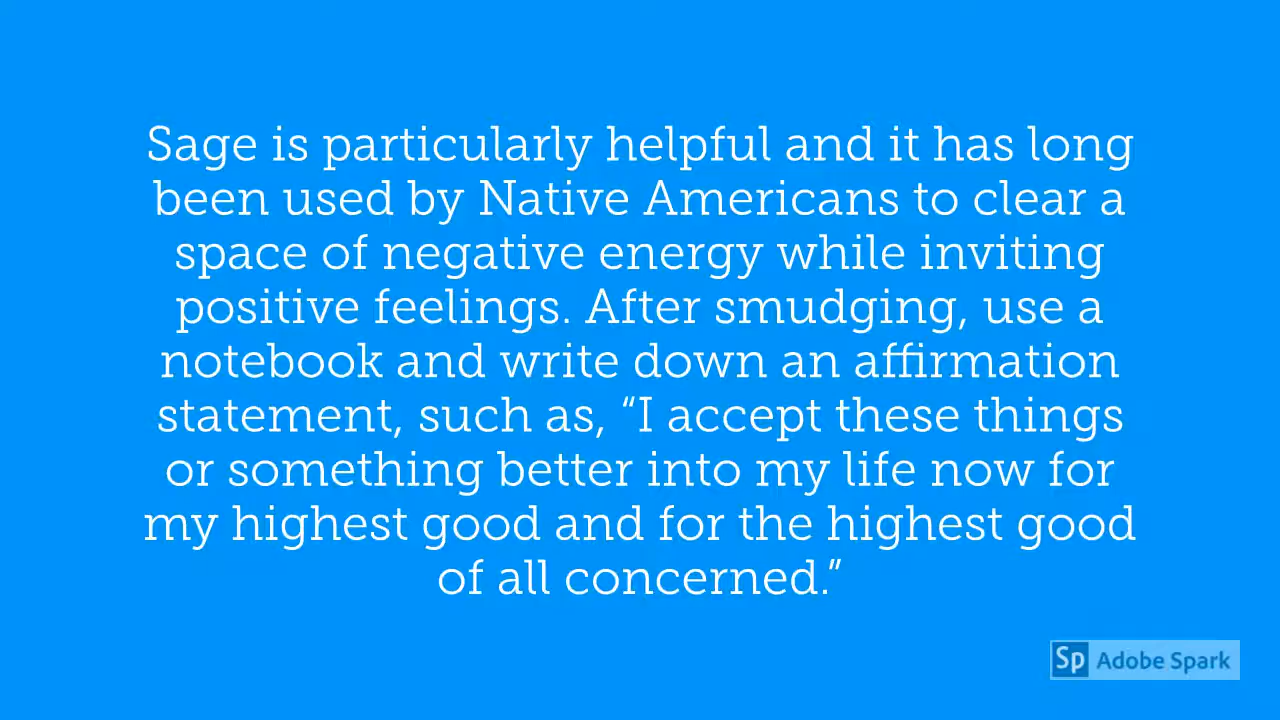 Sage is particularly helpful and it has long
been used by Native Americans to clear a
space of negative energy while inviting
positive feelings. After smudging, use a
notebook and write down an affirmation
statement, such as, “I accept these things
or something better into my life now for
my highest good and for the highest good
of all concerned.”
Sp Adobe Spark